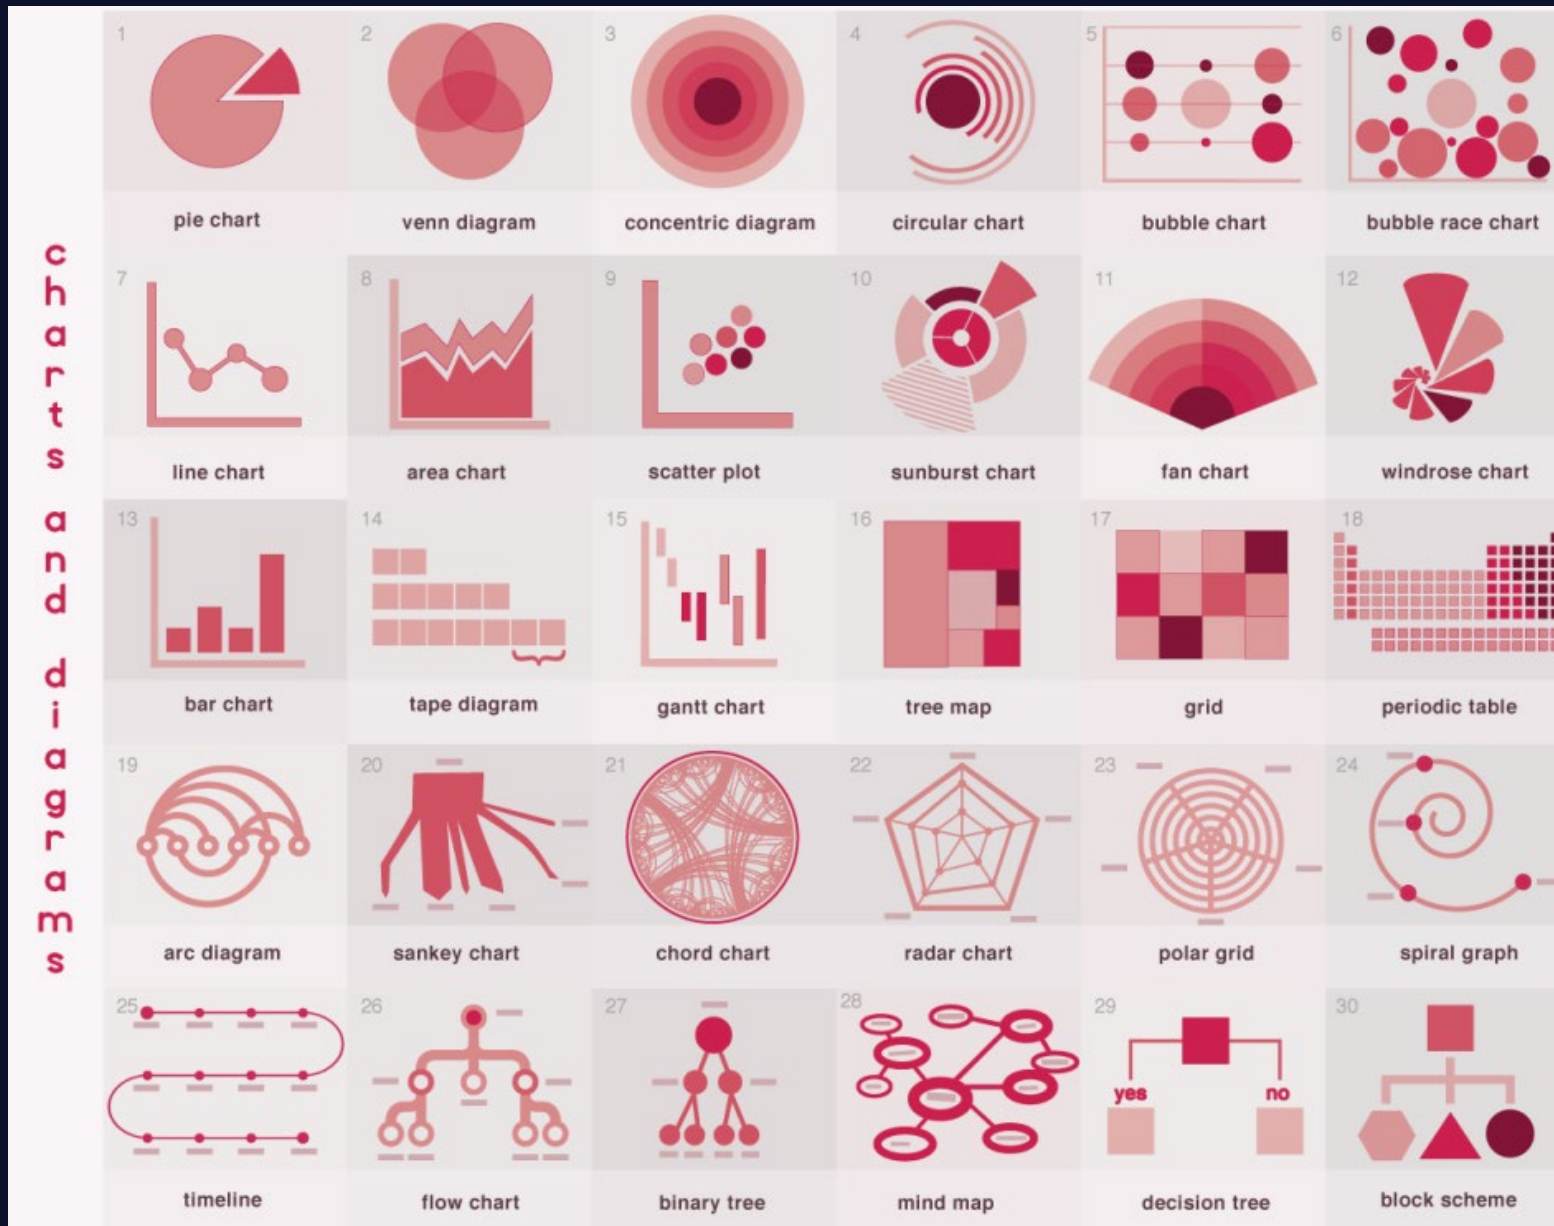 charts and diagrams
1
2
3
4
5
6
pie chart
venn diagram
concentric diagram
circular chart
bubble chart
bubble race chart
7
8
9
10
11
12
line chart
area chart
scatter plot
sunburst chart
fan chart
windrose chart
13
14
15
16
17
18
bar chart
tape diagram
gantt chart
tree map
grid
periodic table
19
20
21
22
23
24
arc diagram
sankey chart
chord chart
radar chart
polar grid
spiral graph
25
26
27
28
29
30
yes
no
timeline
flow chart
binary tree
mind map
decision tree
block scheme